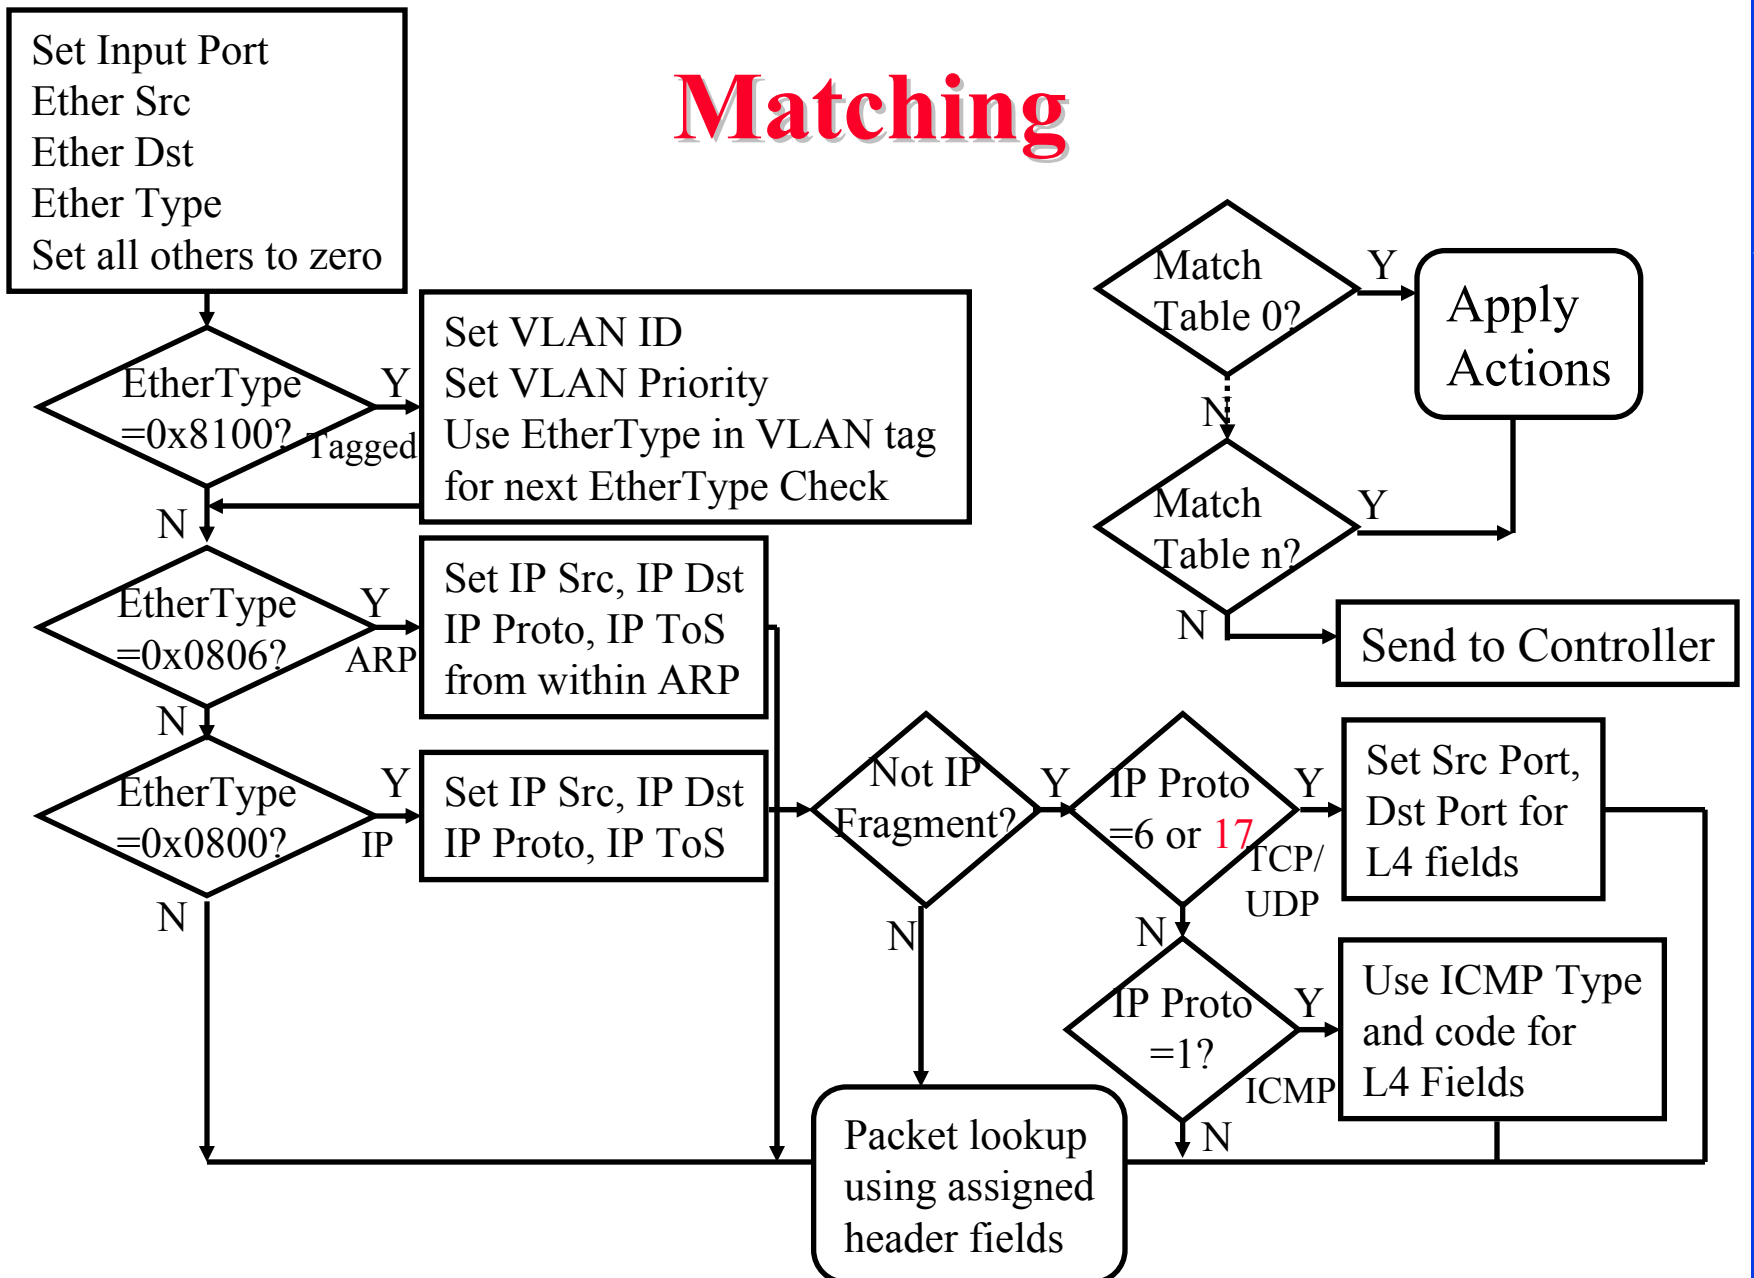 Matching
Set Input Port
Ether Src
Ether Dst
Ether Type
Set all others to zero
EtherType
=0x8100?
Y
Tagged
N
Set VLAN ID
Set VLAN Priority
Use EtherType in VLAN tag
for next EtherType Check
EtherType
=0x0806?
Y
ARP
N
Set IP Src, IP Dst
IP Proto, IP ToS
from within ARP
EtherType
=0x0800?
Y
IP
N
Set IP Src, IP Dst
IP Proto, IP ToS
Not IP
Fragment?
Y
N
IP Proto
=6 or 17
Y
TCP/
UDP
N
Set Src Port,
Dst Port for
L4 fields
IP Proto
=1?
Y
ICMP
N
Use ICMP Type
and code for
L4 Fields
Packet lookup
using assigned
header fields
Match
Table 0?
Y
N
Apply
Actions
Match
Table n?
Y
N
Send to Controller